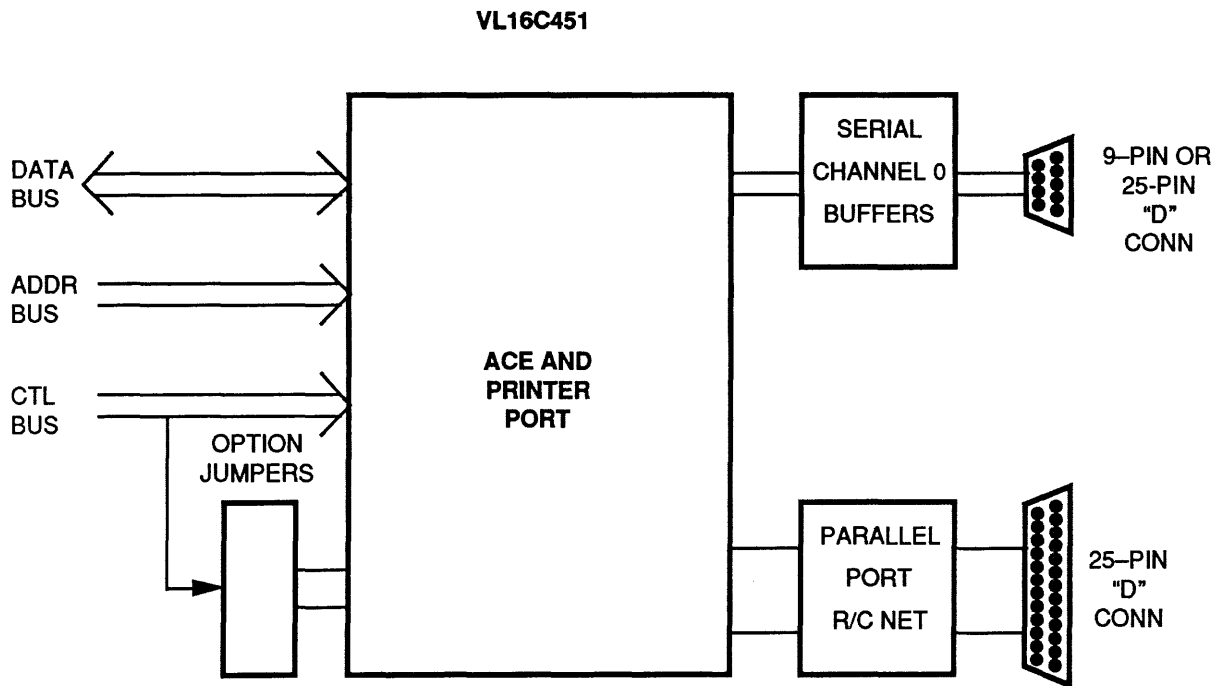 VL16C451
DATA
BUS
ADDR
BUS
CTL
BUS
OPTION
JUMPERS
ACE AND
PRINTER
PORT
SERIAL
CHANNEL 0
BUFFERS
9–PIN OR
25-PIN
“D”
CONN
PARALLEL
PORT
R/C NET
25–PIN
“D”
CONN